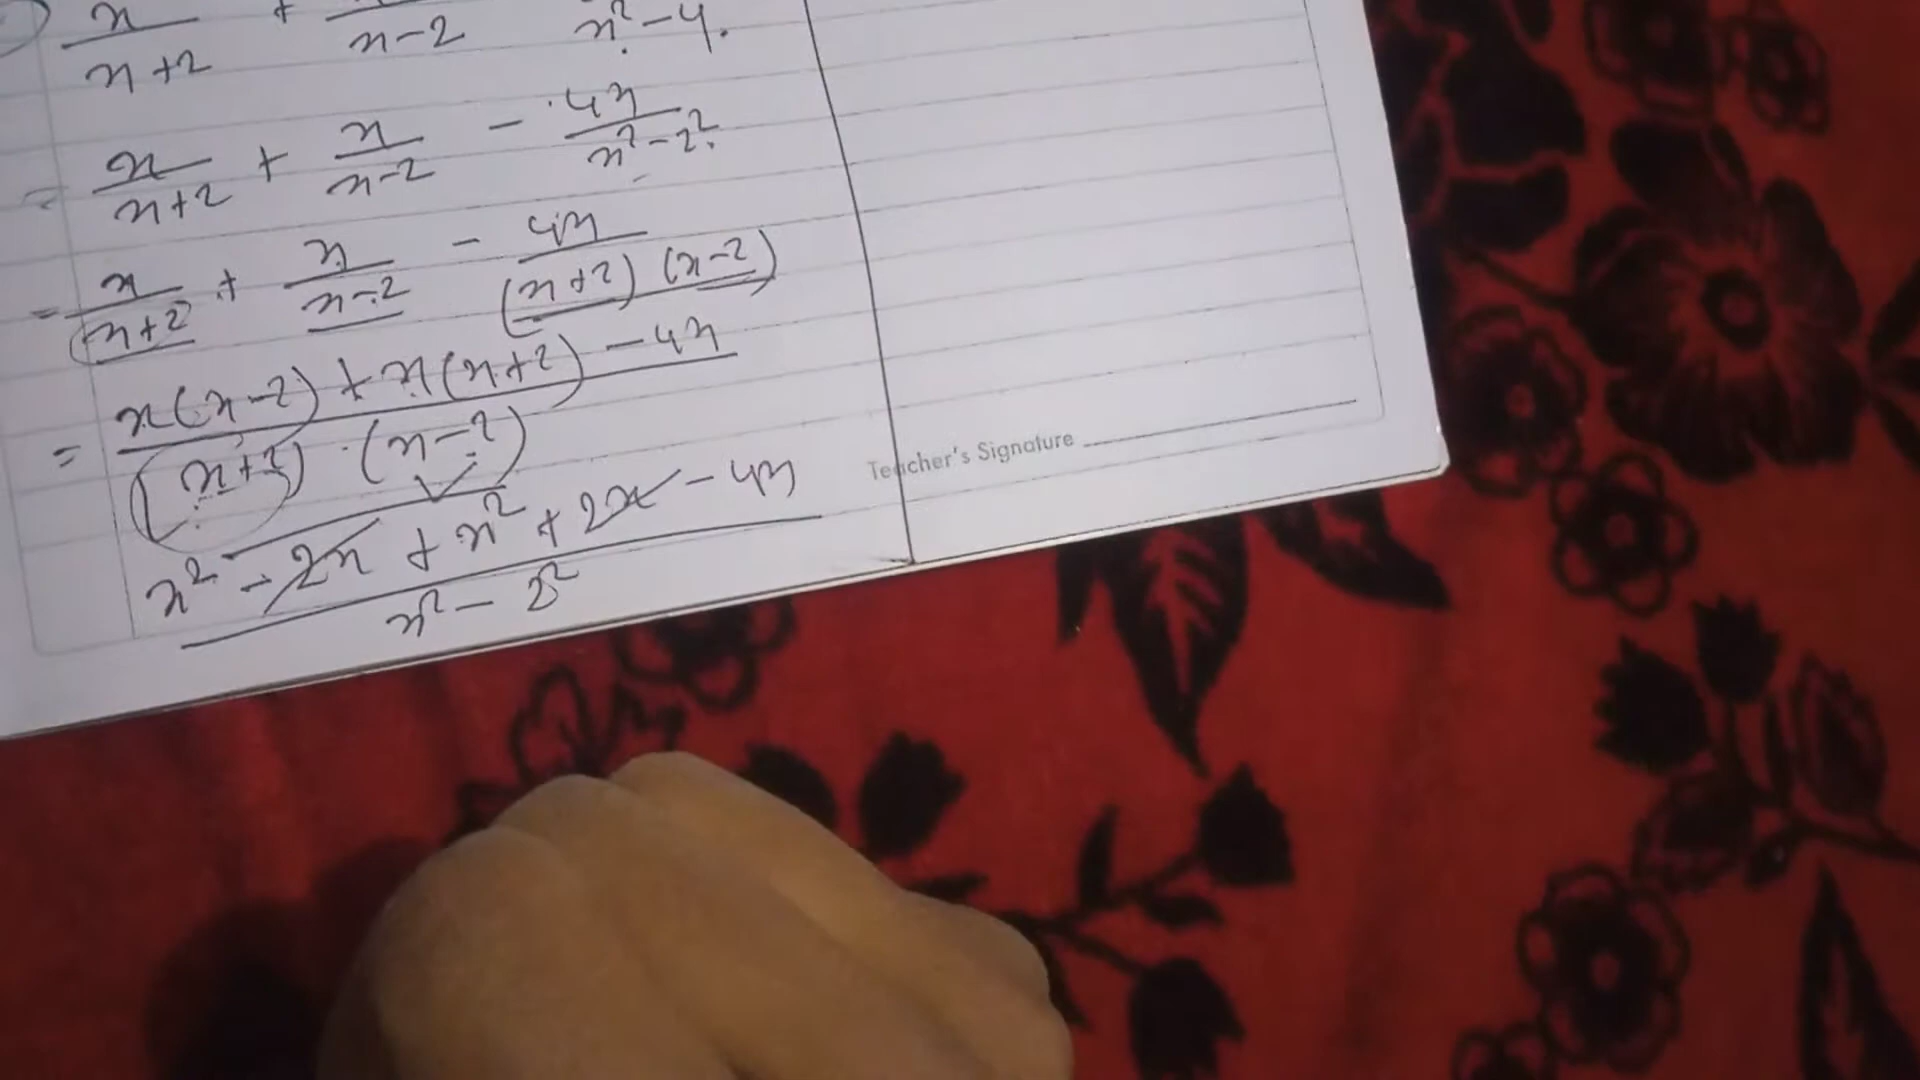 x/(x+2) + /(x-2) x²-4.
= x/(x+2) + x/(x-2) - 4x/(x²-2²)
= x/(x+2) + x/(x-2) - 4x/((x+2)(x-2))
= (x(x-2) + x(x+2) - 4x)/((x+2)·(x-2))
(x² - 2x + x² + 2x - 4x)/(x² - 2²)
Teacher's Signature